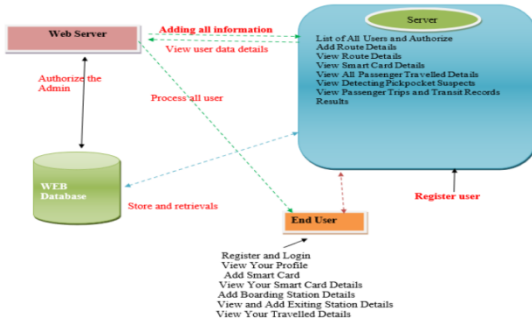 Web Server
Adding all information
View user data details
Server
List of All Users and Authorize
Add Route Details
View Route Details
View Smart Card Details
View All Passenger Travelled Details
View Detecting Pickpocket Suspects
View Passenger Trips and Transit Records
Results
Authorize the
Admin
Process all user
WEB
Database
Store and retrievals
Register user
End User
Register and Login
View Your Profile
Add Smart Card
View Your Smart Card Details
Add Boarding Station Details
View and Add Exiting Station Details
View Your Travelled Details